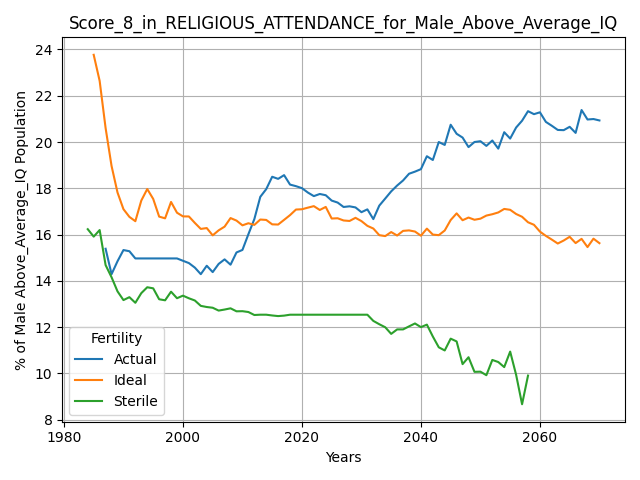 Score_8_in_RELIGIOUS_ATTENDANCE_for_Male_Above_Average_IQ
% of Male Above_Average_IQ Population
24
22
20
18
16
14
12
10
8
Fertility
Actual
Ideal
Sterile
1980 2000 2020 2040 2060
Years